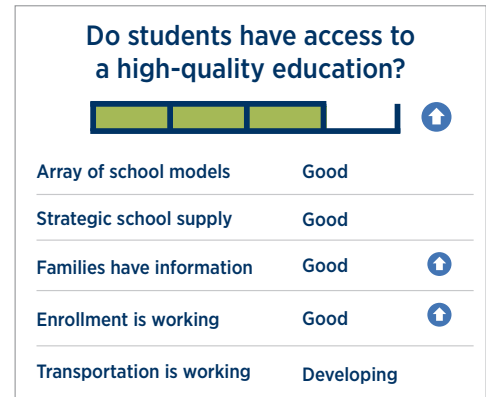 Do students have access to
a high-quality education?
Array of school models Good
Strategic school supply Good
Families have information Good
Enrollment is working Good
Transportation is working Developing